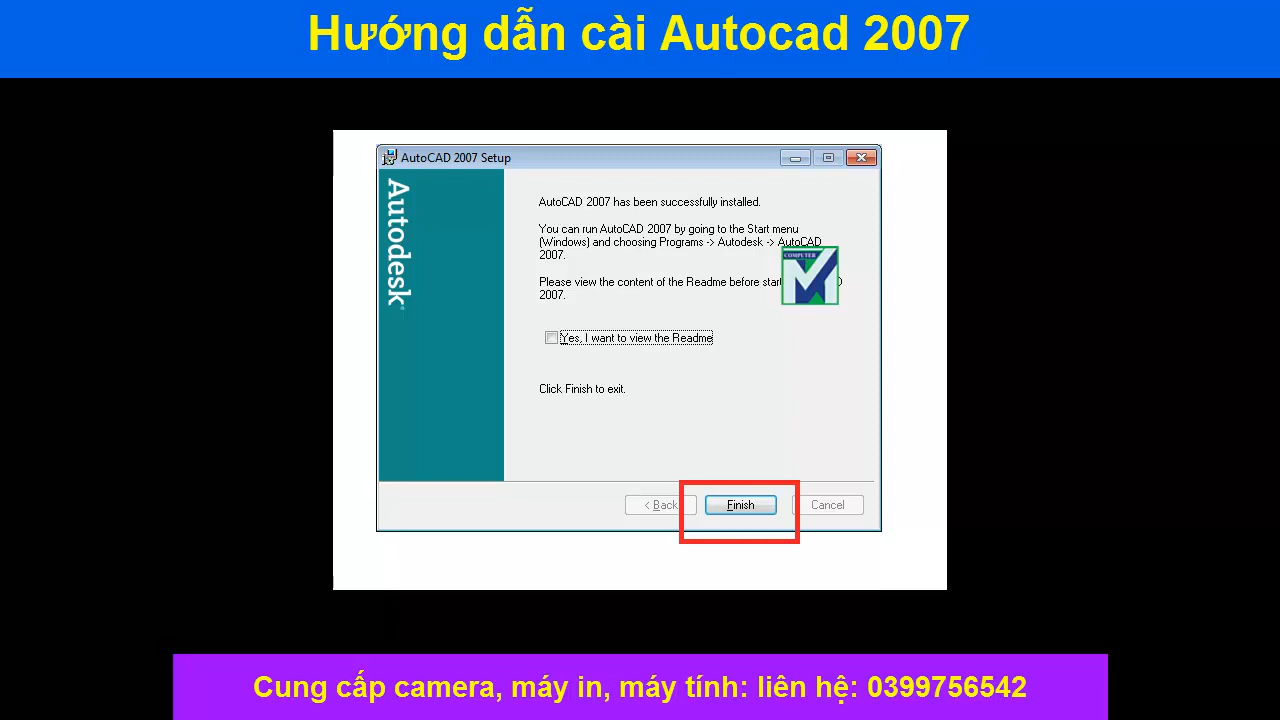 Hướng dẫn cài Autocad 2007
AutoCAD 2007 Setup
Autodesk
AutoCAD 2007 has been successfully installed.
You can run AutoCAD 2007 by going to the Start menu
(Windows) and choosing Programs -> Autodesk -> AutoCAD
2007.
COMPUTER
Please view the content of the Readme before
2007.
Yes, I want to view the Readme
Click Finish to exit.
< Back
Finish
Cancel
Cung cấp camera, máy in, máy tính: liên hệ: 0399756542